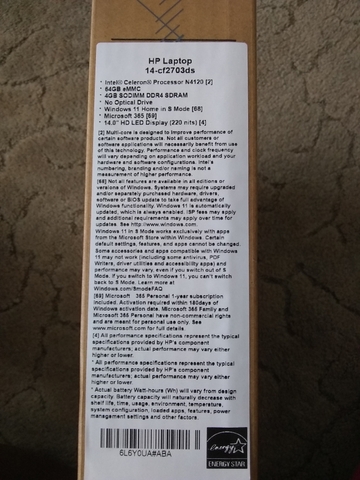 HP Laptop
14-cf2703ds
* Intel® Celeron® Processor N4120 [2]
* 64GB eMMC
* 4GB SODIMM DDR4 SDRAM
* No Optical Drive
* Windows 11 Home in S Mode [68]
* Microsoft 365 [69]
* 14.0" HD LED Display (220 nits) [4]
[2] Multi-core is designed to improve performance of
certain software products. Not all customers or
software applications will necessarily benefit from use
of this technology. Performance and clock frequency
will vary depending on application workload and your
hardware and software configurations. Intel's
numbering, branding and/or naming is not a
measurement of higher performance.
[68] Not all features are available in all editions or
versions of Windows. Systems may require upgraded
and/or separately purchased hardware, drivers,
software or BIOS update to take full advantage of
Windows functionality. Windows 11 is automatically
updated, which is always enabled. ISP fees may apply
and additional requirements may apply over time for
updates. See http://www.windows.com.
Windows 11 in S Mode works exclusively with apps
from the Microsoft Store within Windows. Certain
default settings, features, and apps cannot be changed.
Some accessories and apps compatible with Windows
11 may not work (including some antivirus, PDF
Writers, driver utilities and accessibility apps) and
performance may vary, even if you switch out of S
Mode. If you switch to Windows 11, you can't switch
back to S Mode. Learn more at
Windows.com/SmodeFAQ
[69] Microsoft 365 Personal 1-year subscription
included. Activation required within 180days of
Windows activation date. Microsoft 365 Family and
Microsoft 365 Personal have non-commercial rights
and are meant for personal use only. See
www.microsoft.com for full details.
[4] All performance specifications represent the typical
specifications provided by HP's component
manufacturers; actual performance may vary either
higher or lower.
* All performance specifications represent the typical
specifications provided by HP's component
manufacturers; actual performance may vary either
higher or lower.
* Actual battery Watt-hours (Wh) will vary from design
capacity. Battery capacity will naturally decrease with
shelf life, time, usage, environment, temperature,
system configuration, loaded apps, features, power
management settings and other factors.
6L6Y0UA#ABA
energy
ENERGY STAR